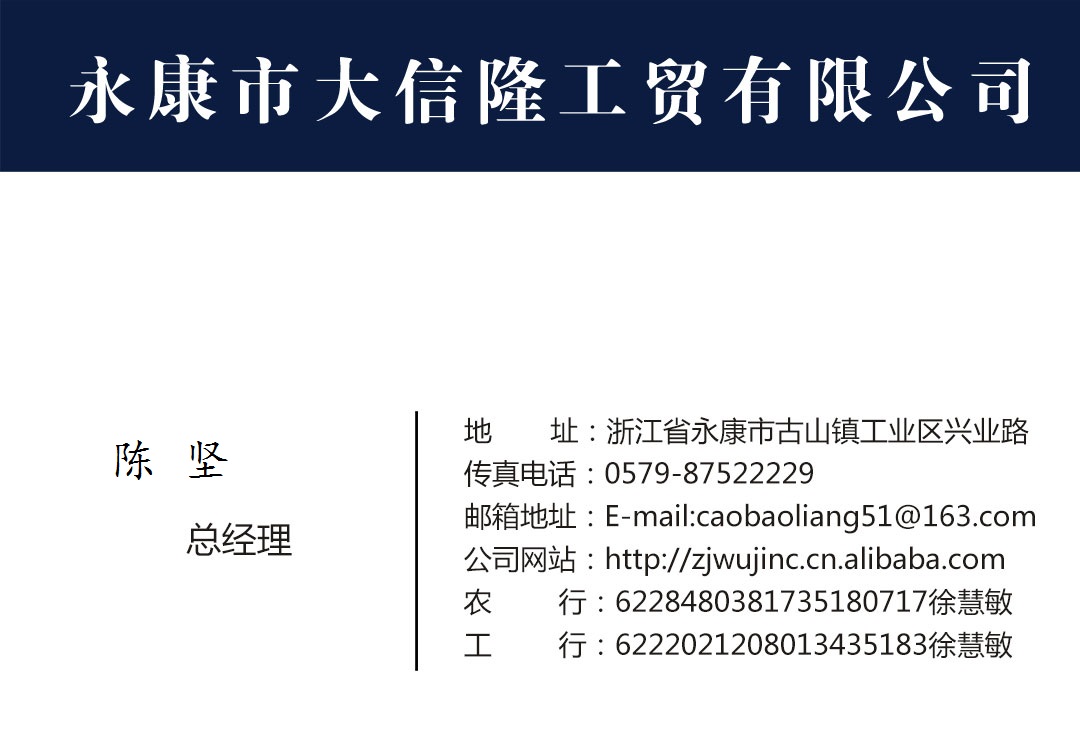 永康市大信隆工贸有限公司
陈 坚
总经理
地 址：浙江省永康市古山镇工业区兴业路
传真电话：0579-87522229
邮箱地址：E-mail:caobaoliang51@163.com
公司网站：http://zjwujinc.cn.alibaba.com
农 行：6228480381735180717徐慧敏
工 行：6222021208013435183徐慧敏